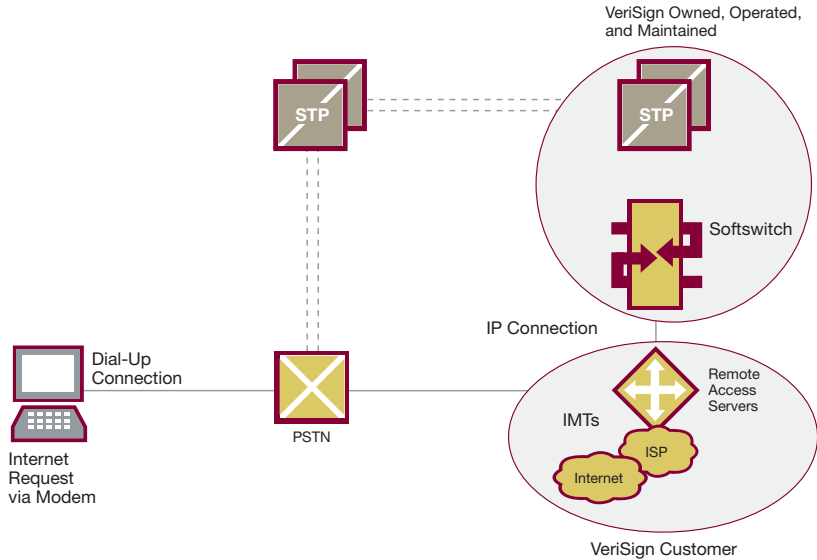 VeriSign Owned, Operated,
and Maintained
STP
STP
Softswitch
IP Connection
Dial-Up
Connection
Remote
Access
Servers
IMTs
PSTN
ISP
Internet
Internet
Request
via Modem
VeriSign Customer